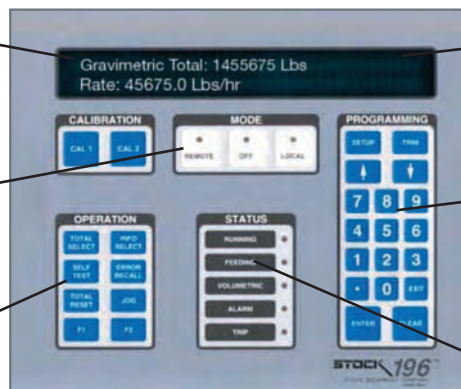 Gravimetric Total: 1455675 Lbs
Rate: 45675.0 Lbs/hr
CALIBRATION
CAL 1 CAL 2
MODE
REMOTE OFF LOCAL
PROGRAMMING
SETUP TRIM
7 8 9
4 5 6
1 2 3
• 0 EXIT
ENTER CLEAR
OPERATION
TOTAL SELECT INFO SELECT
SELF TEST ERROR RECALL
TOTAL RESET JOG
F1 F2
STATUS
RUNNING
FEEDING
VOLUMETRIC
ALARM
TRIP
STOCK 196